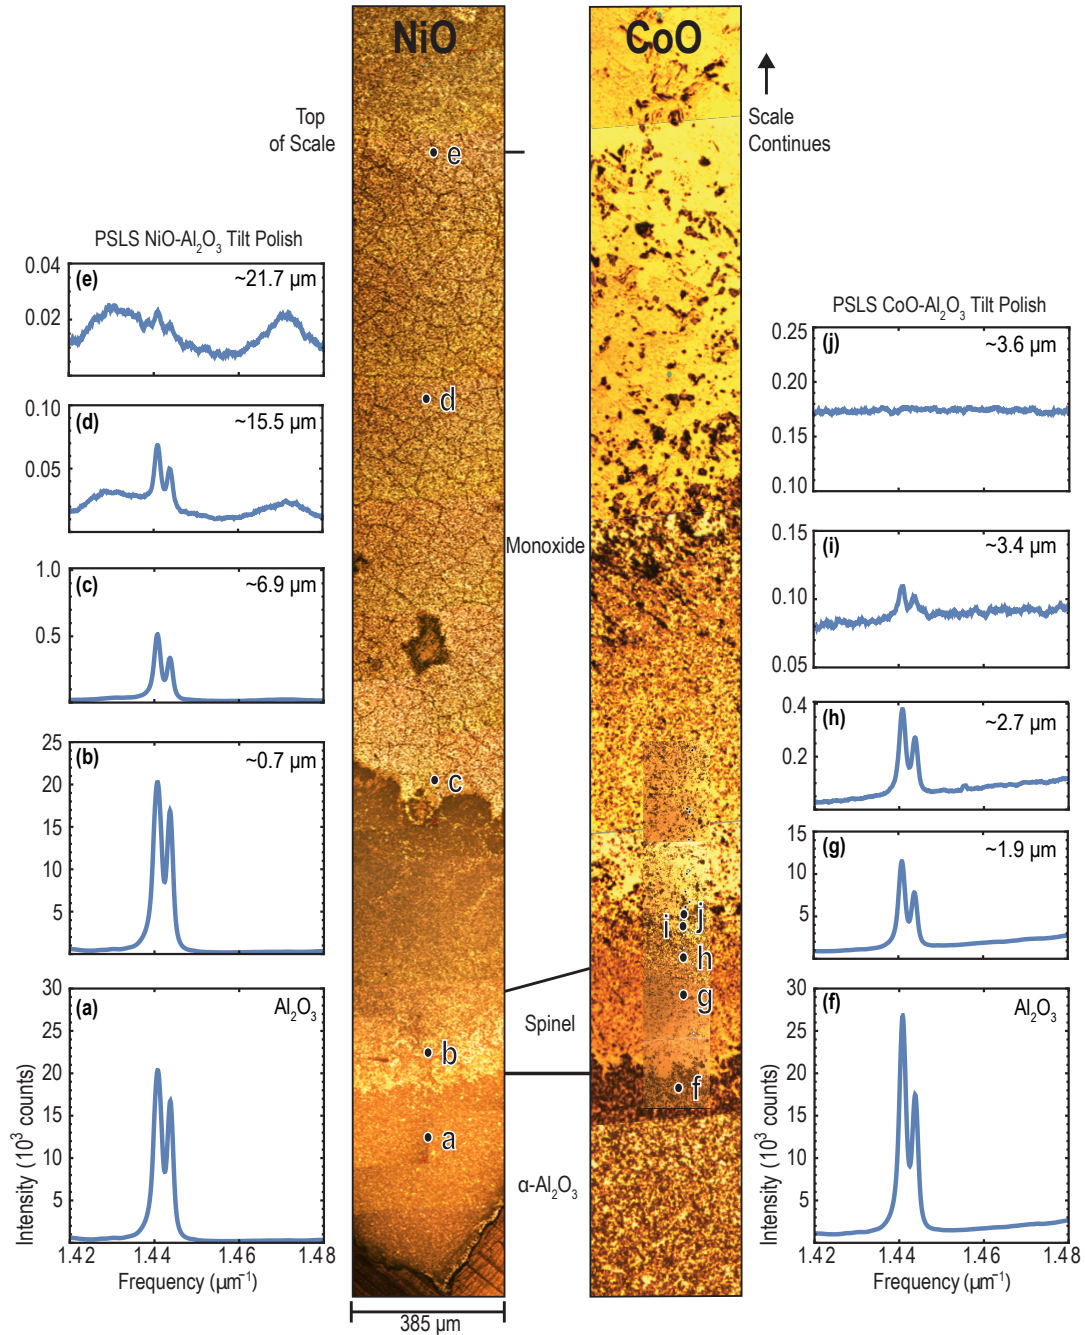 NiO
CoO
Top
of Scale
Scale
Continues
e
PSLS NiO-Al₂O₃ Tilt Polish
0.04
0.02
(e)
~21.7 µm
0.10
0.05
(d)
~15.5 µm
d
1.0
0.5
(c)
~6.9 µm
c
25
20
15
10
5
(b)
~0.7 µm
b
30
25
20
15
10
5
(a)
Al₂O₃
a
Intensity (10³ counts)
1.42
1.44
1.46
1.48
Frequency (µm⁻¹)
385 µm
Monoxide
Spinel
α-Al₂O₃
PSLS CoO-Al₂O₃ Tilt Polish
0.25
0.20
0.15
0.10
(j)
~3.6 µm
0.15
0.10
0.05
(i)
~3.4 µm
0.4
0.2
(h)
~2.7 µm
15
10
5
(g)
~1.9 µm
j
i
h
g
f
30
25
20
15
10
5
(f)
Al₂O₃
Intensity (10³ counts)
1.42
1.44
1.46
1.48
Frequency (µm⁻¹)